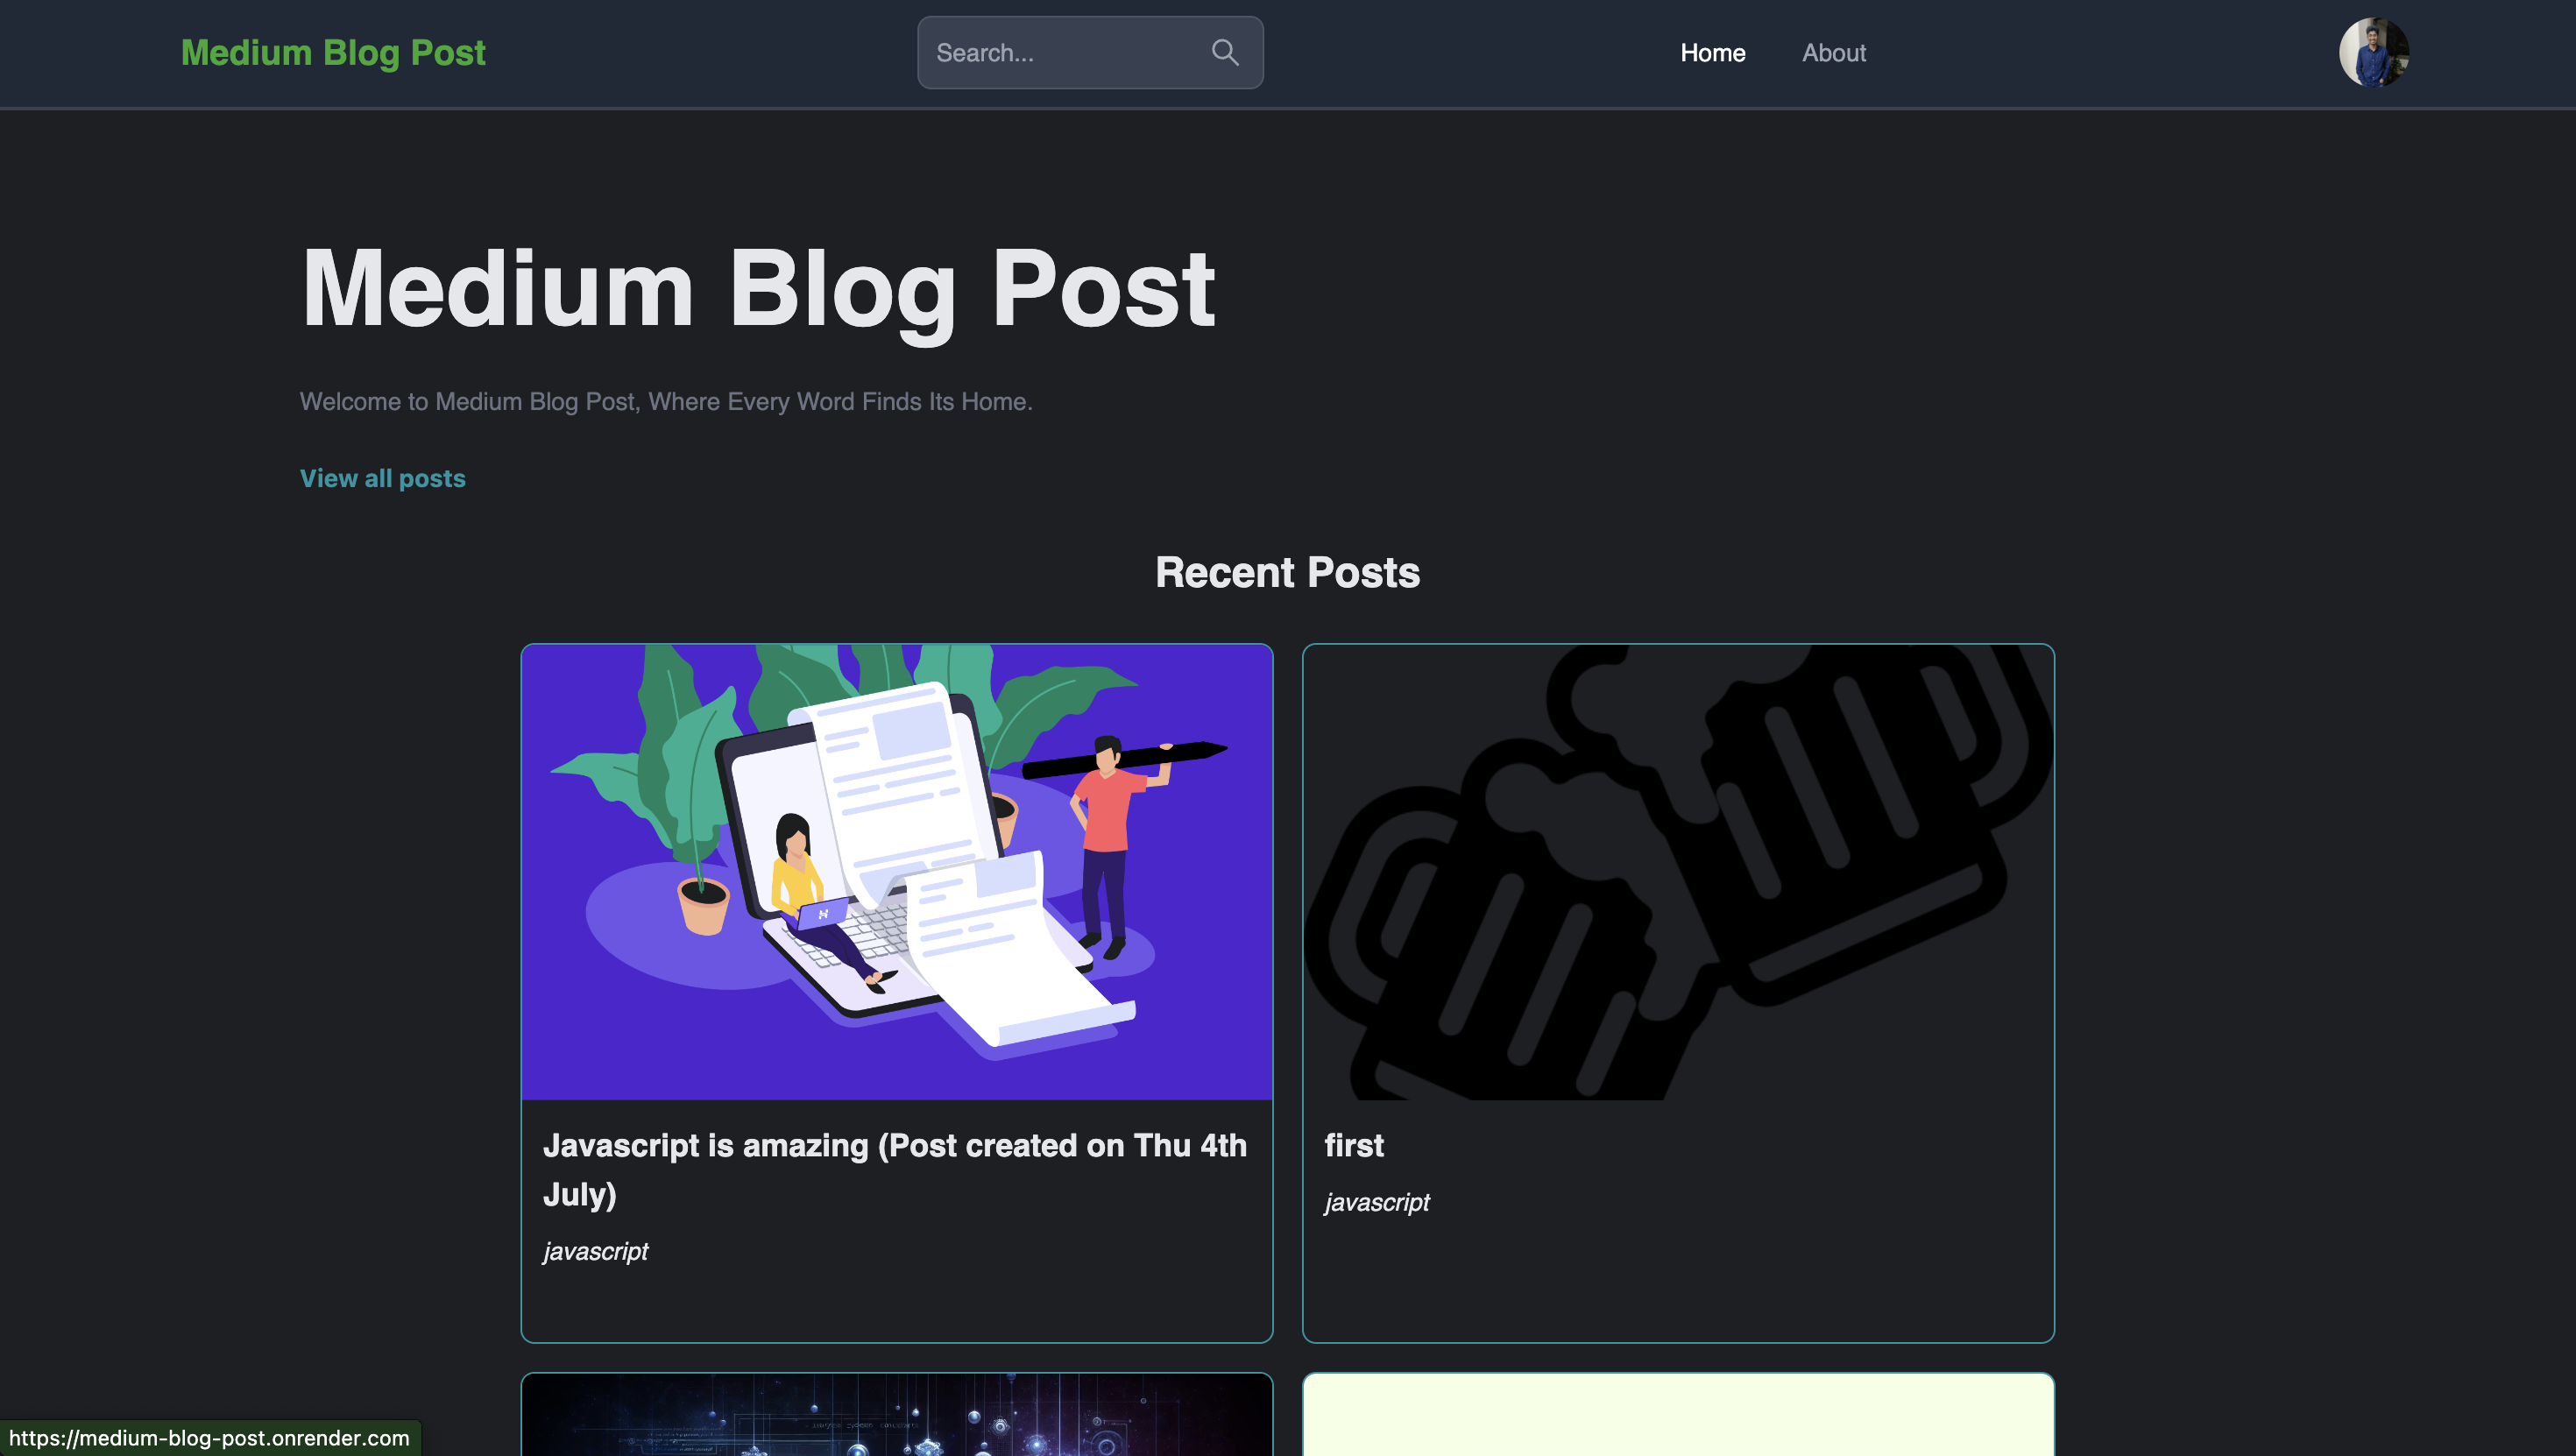 Medium Blog Post
Search...
Home
About
Medium Blog Post
Welcome to Medium Blog Post, Where Every Word Finds Its Home.
View all posts
Recent Posts
Javascript is amazing (Post created on Thu 4th
July)
javascript
first
javascript
https://medium-blog-post.onrender.com